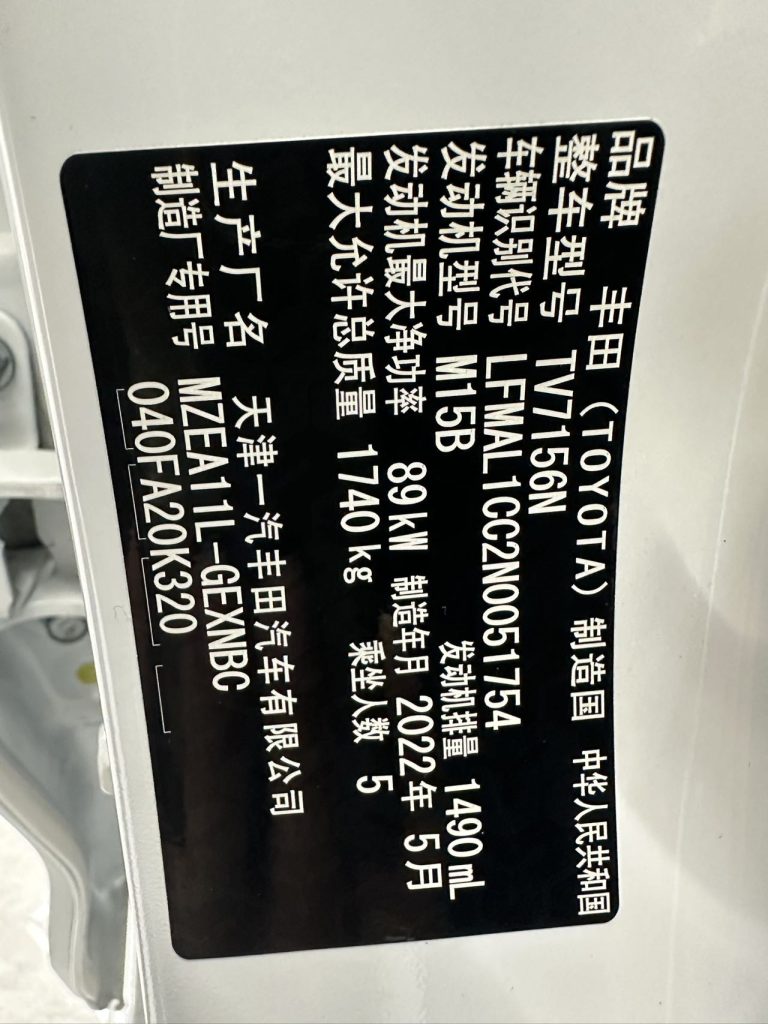 品牌 丰田 (TOYOTA) 制造国 中华人民共和国
整车型号 TV7156N
车辆识别代号 LFMAL1CC2N0051754
发动机型号 M15B 发动机排量 1490mL
发动机最大净功率 89kW 制造年月 2022年 5月
最大允许总质量 1740kg 乘坐人数 5
生产厂名 天津一汽丰田汽车有限公司
制造厂专用号 MZEA11L-GEXNBC
040FA20K320